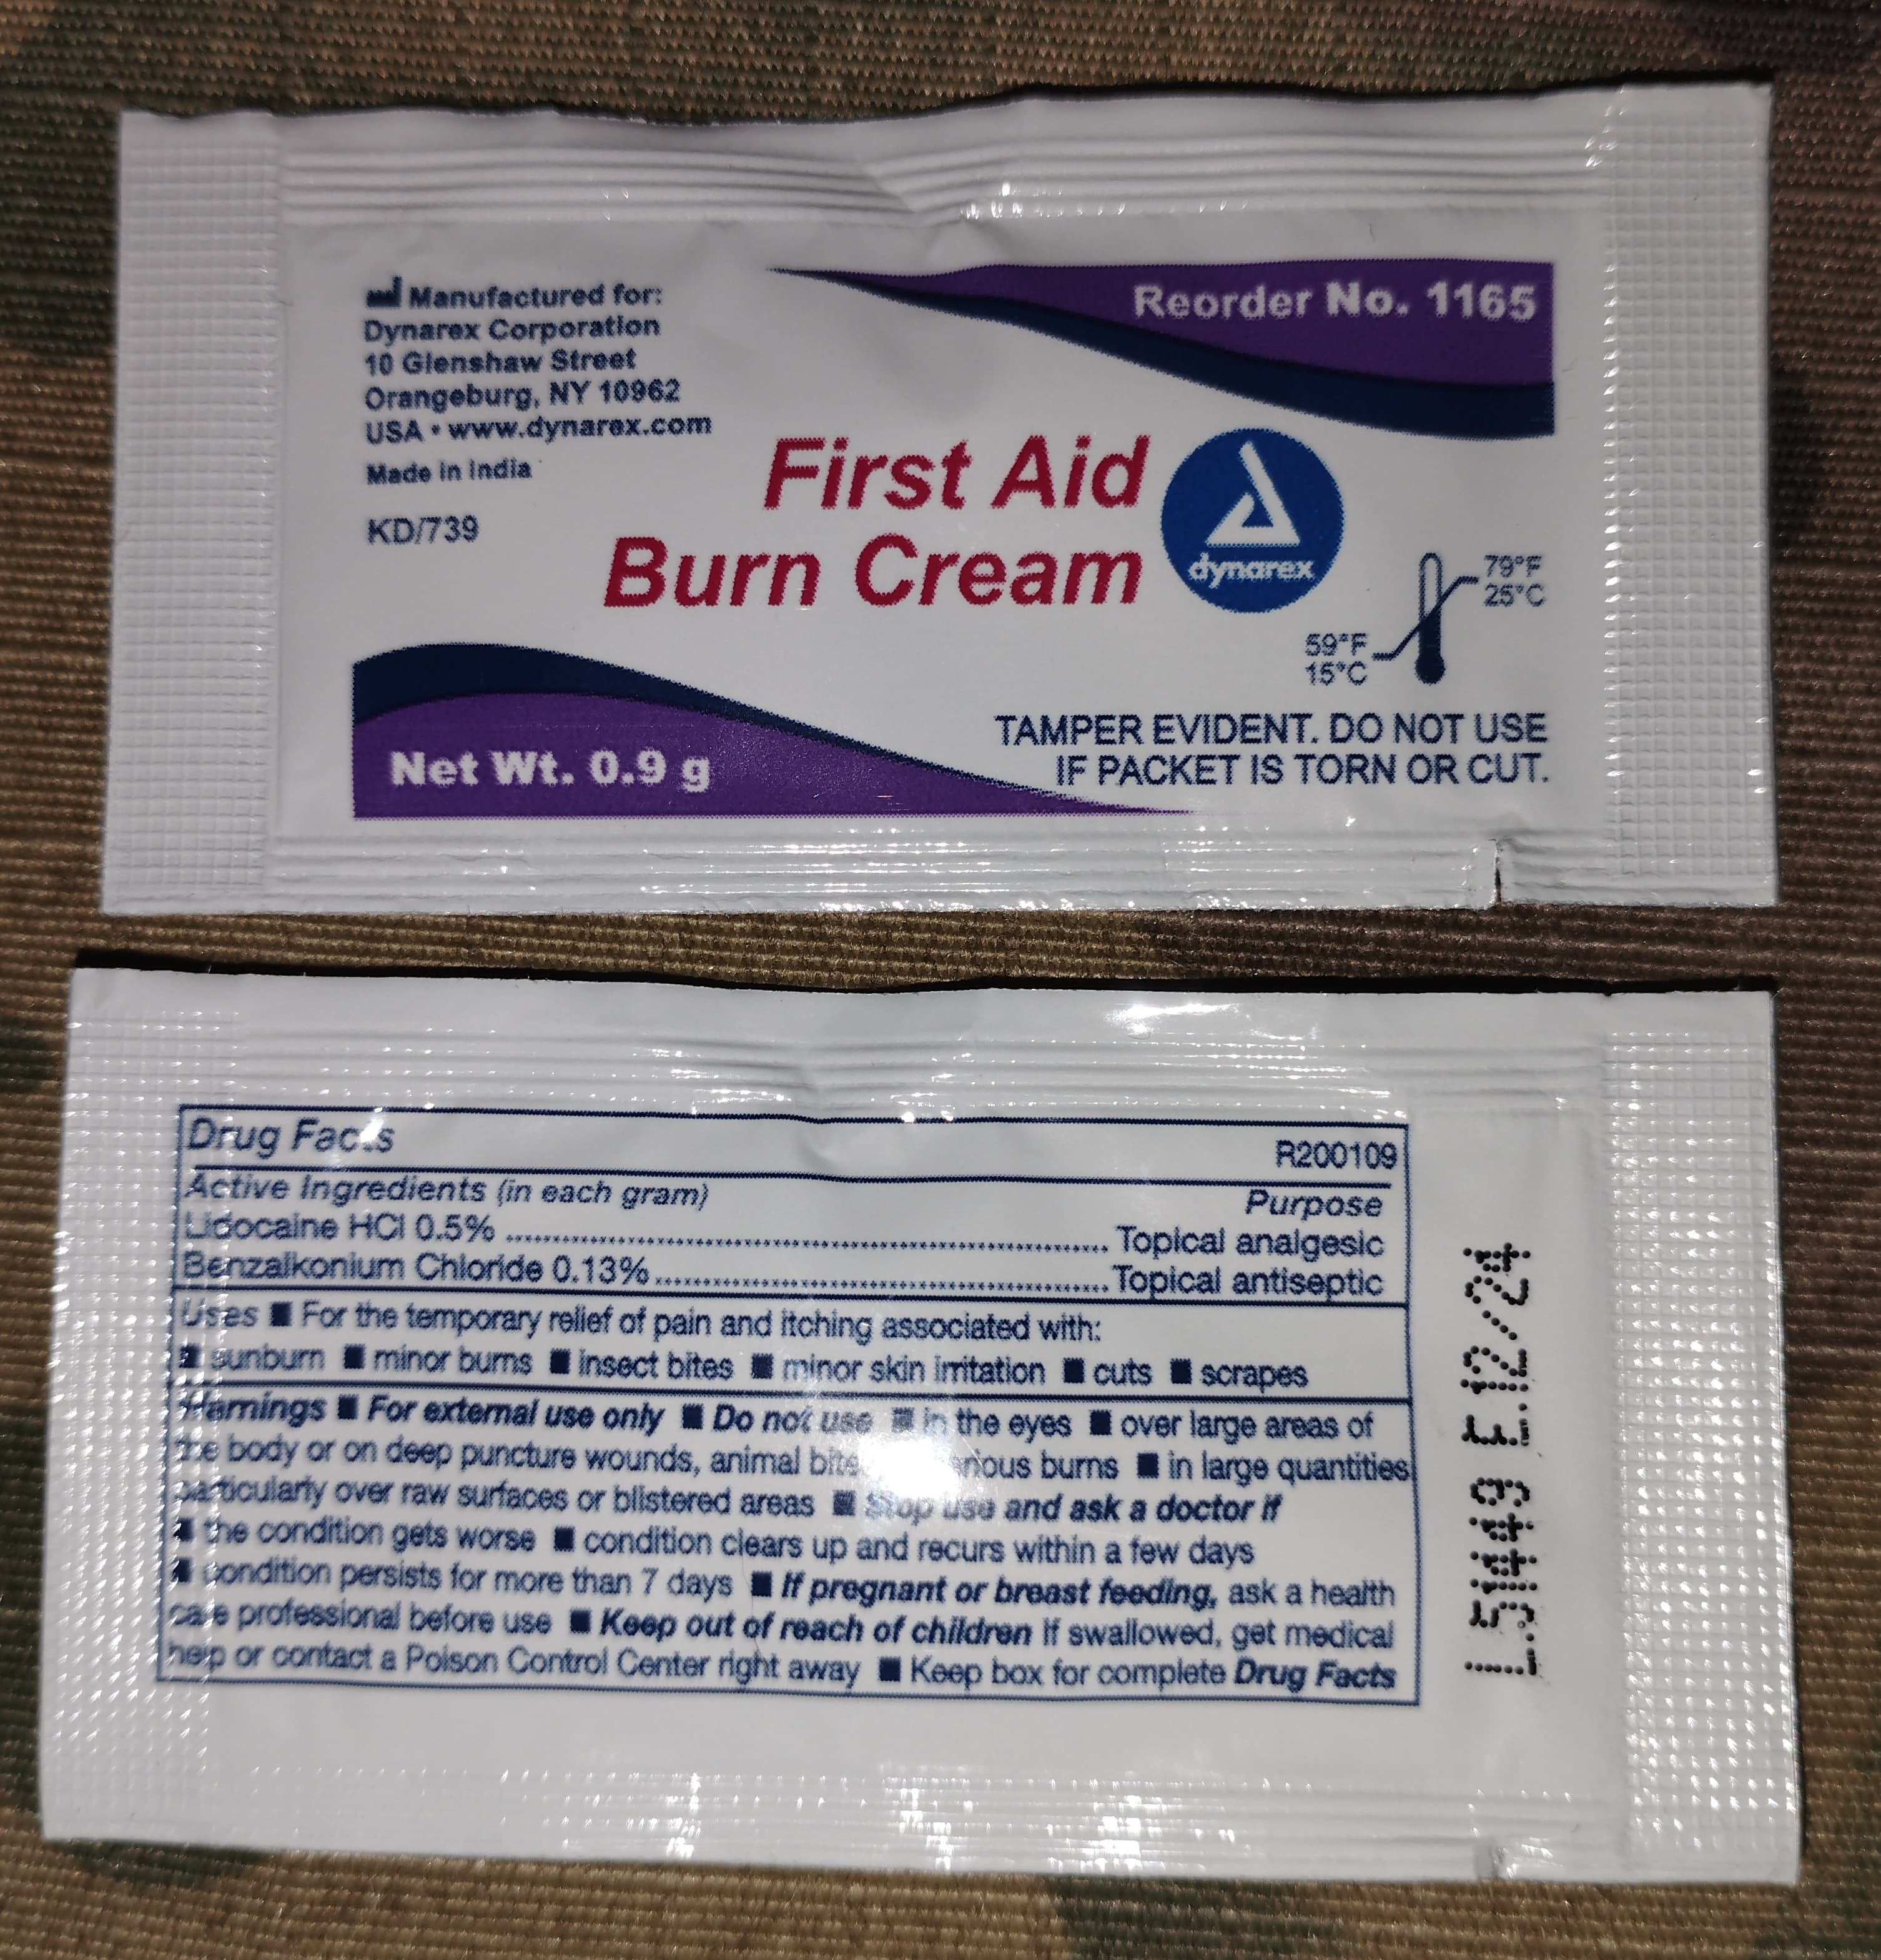 Manufactured for:
Dynarex Corporation
10 Glenshaw Street
Orangeburg, NY 10962
USA • www.dynarex.com
Made in India
KD/739
Reorder No. 1165
First Aid
Burn Cream
dynarex
79°F
25°C
59°F
15°C
Net Wt. 0.9 g
TAMPER EVIDENT. DO NOT USE
IF PACKET IS TORN OR CUT.
Drug Facts R200109
Active Ingredients (in each gram) Purpose
Lidocaine HCl 0.5% ........ Topical analgesic
Benzalkonium Chloride 0.13% ........ Topical antiseptic
Uses ■ For the temporary relief of pain and itching associated with:
■ sunburn ■ minor burns ■ insect bites ■ minor skin irritation ■ cuts ■ scrapes
Warnings ■ For external use only ■ Do not use ■ in the eyes ■ over large areas of
the body or on deep puncture wounds, animal burns ■ in large quantities
particularly over raw surfaces or blistered areas ■ Stop use and ask a doctor if
■ the condition gets worse ■ condition clears up and recurs within a few days
■ condition persists for more than 7 days ■ If pregnant or breast feeding, ask a health
care professional before use ■ Keep out of reach of children If swallowed, get medical
help or contact a Poison Control Center right away ■ Keep box for complete Drug Facts
L.51449 E.12/24